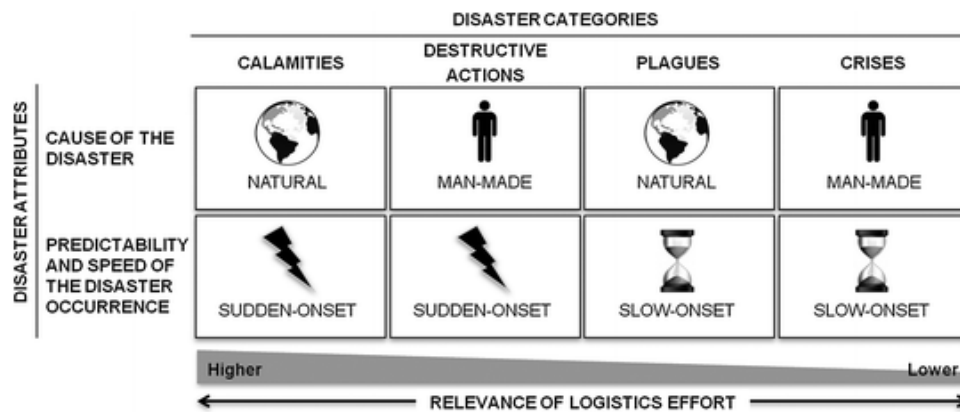 DISASTER CATEGORIES
CALAMITIES
DESTRUCTIVE
ACTIONS
PLAGUES
CRISES
DISASTER ATTRIBUTES
CAUSE OF THE
DISASTER
NATURAL
MAN-MADE
NATURAL
MAN-MADE
PREDICTABILITY
AND SPEED OF
THE DISASTER
OCCURRENCE
SUDDEN-ONSET
SUDDEN-ONSET
SLOW-ONSET
SLOW-ONSET
Higher
Lower
RELEVANCE OF LOGISTICS EFFORT